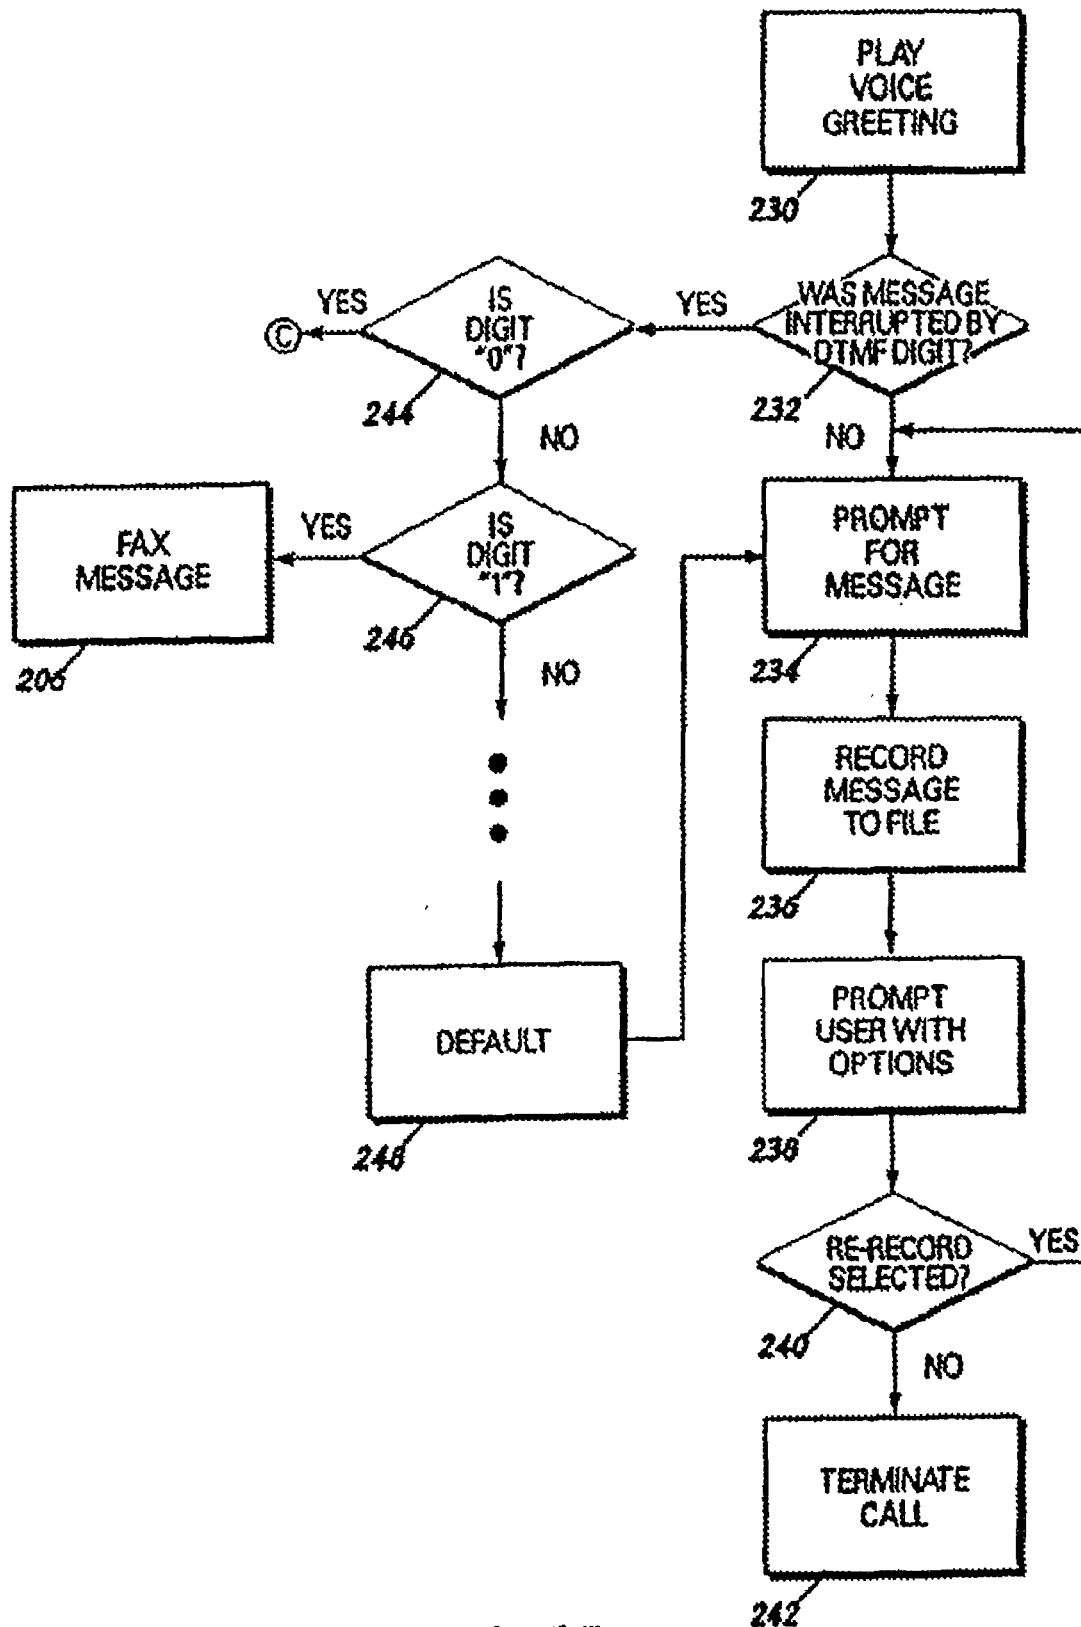 PLAY
VOICE
GREETING
230
WAS MESSAGE
INTERRUPTED BY
DTMF DIGIT?
232
YES
NO
IS
DIGIT
"0"?
244
YES
C
NO
IS
DIGIT
"1"?
246
YES
FAX
MESSAGE
206
NO
DEFAULT
248
PROMPT
FOR
MESSAGE
234
RECORD
MESSAGE
TO FILE
236
PROMPT
USER WITH
OPTIONS
238
RE-RECORD
SELECTED?
240
YES
NO
TERMINATE
CALL
242